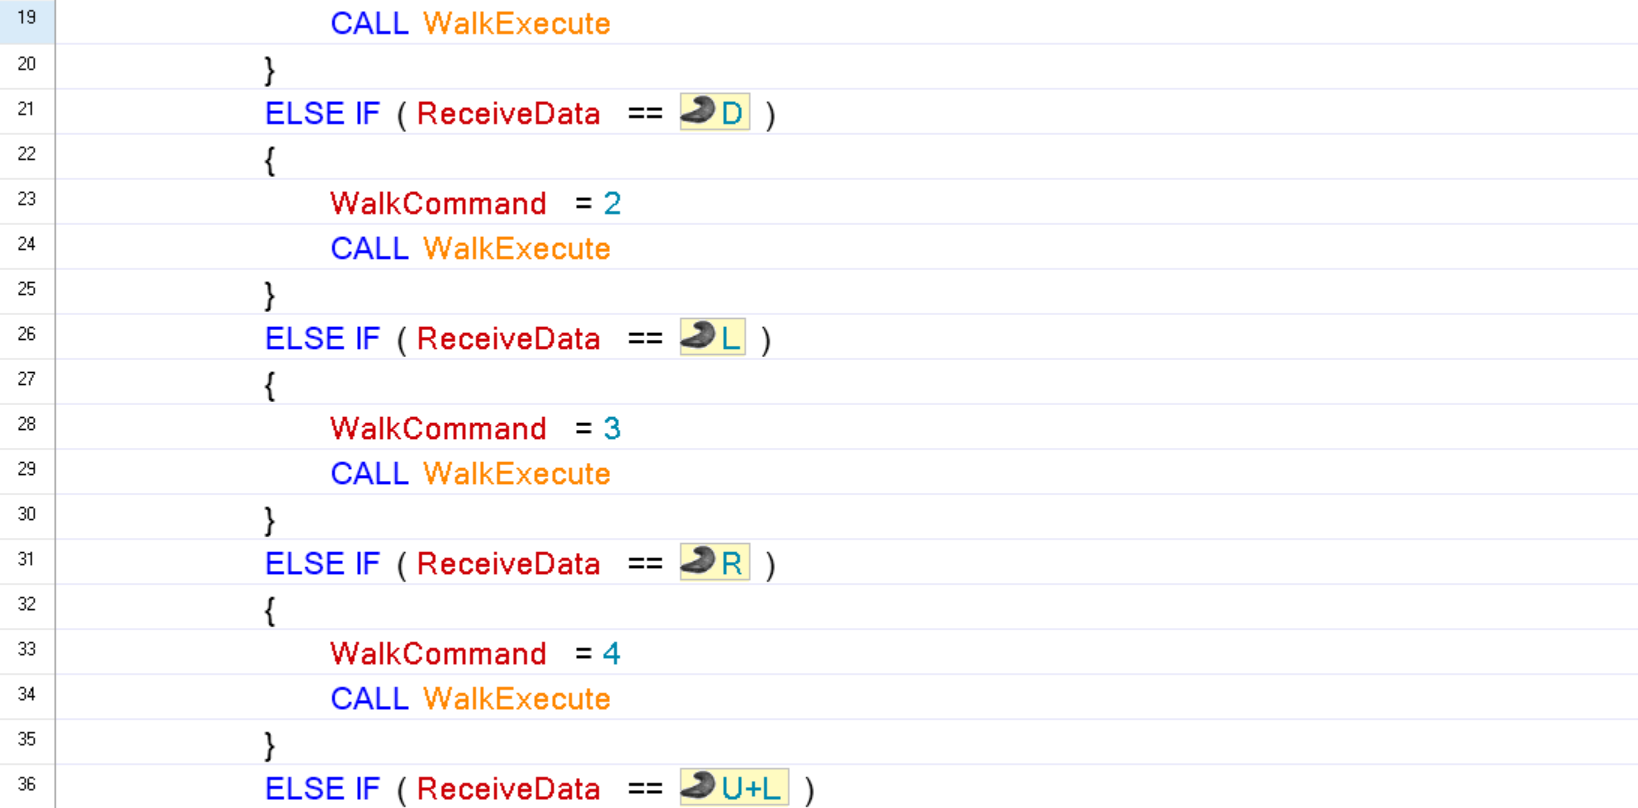 19 CALL WalkExecute
20 }
21 ELSE IF ( ReceiveData == D )
22 {
23 WalkCommand = 2
24 CALL WalkExecute
25 }
26 ELSE IF ( ReceiveData == L )
27 {
28 WalkCommand = 3
29 CALL WalkExecute
30 }
31 ELSE IF ( ReceiveData == R )
32 {
33 WalkCommand = 4
34 CALL WalkExecute
35 }
36 ELSE IF ( ReceiveData == U+L )